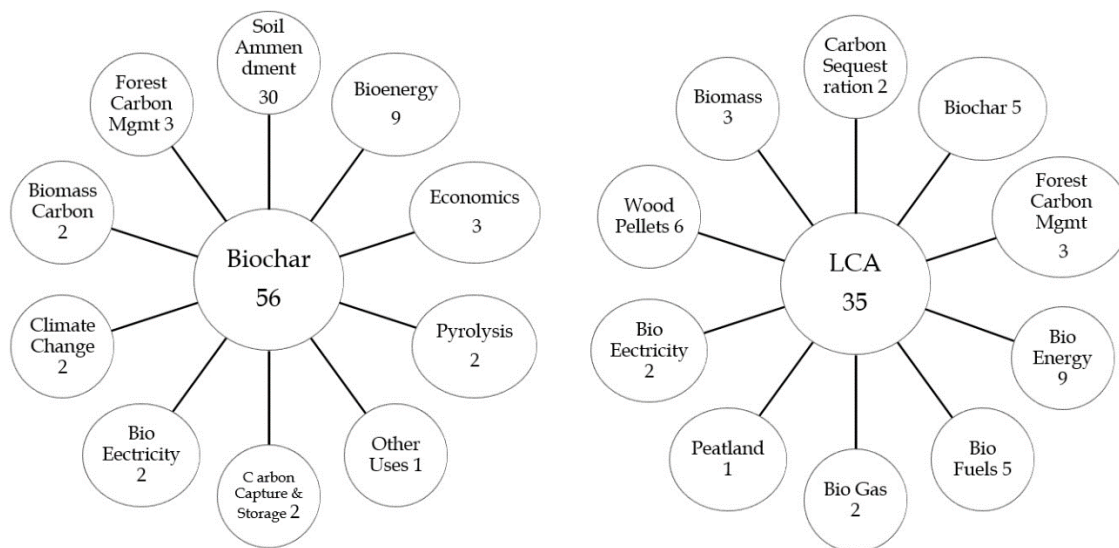 Soil
Ammen
dment
30
Bioenergy
9
Economics
3
Pyrolysis
2
Other
Uses 1
C arbon
Capture &
Storage 2
Bio
Eectricity
2
Climate
Change
2
Biomass
Carbon
2
Forest
Carbon
Mgmt 3
Biochar
56
Carbon
Sequest
ration 2
Biochar 5
Forest
Carbon
Mgmt
3
Bio
Energy
9
Bio
Fuels 5
Bio Gas
2
Peatland
1
Bio
Eectricity
2
Wood
Pellets 6
Biomass
3
LCA
35